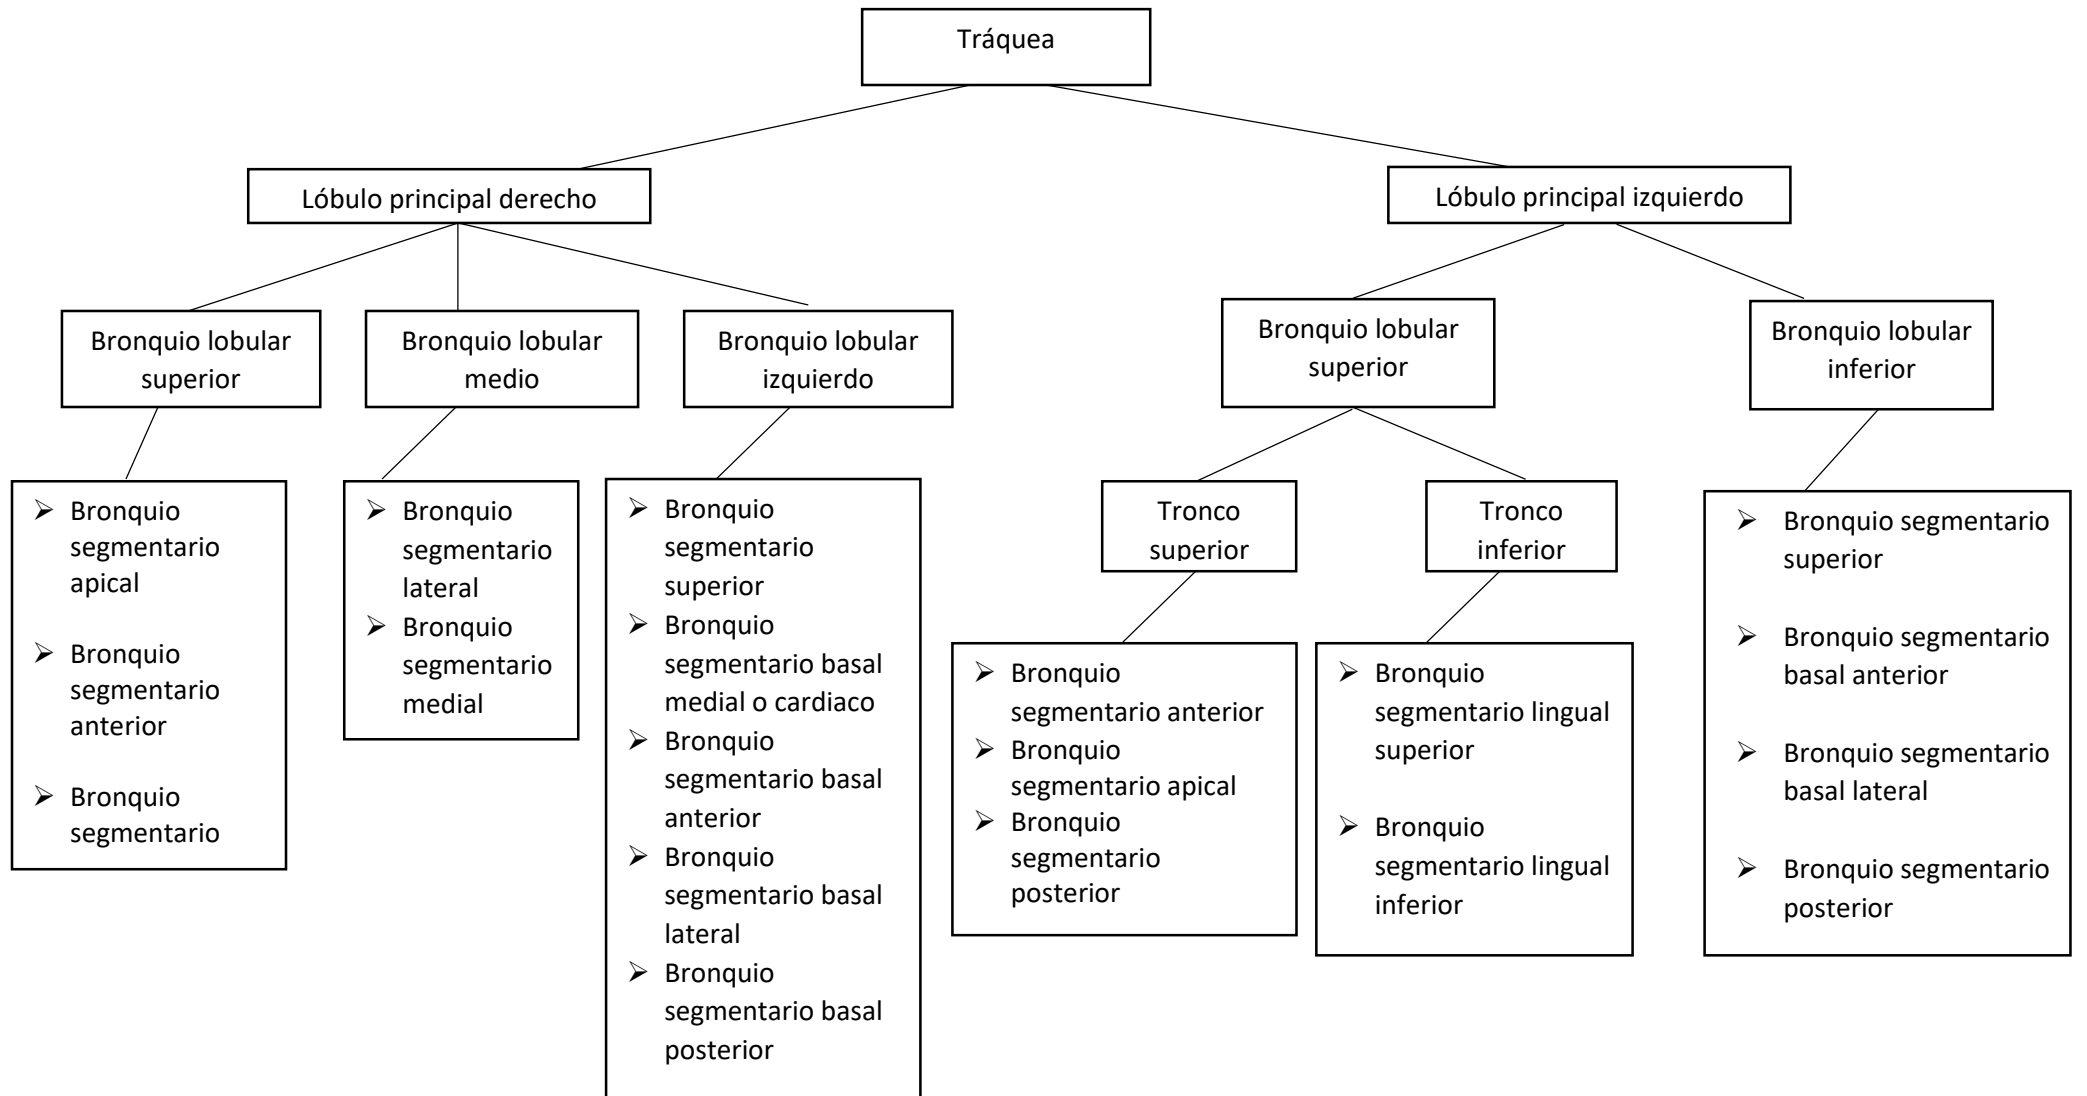 Tráquea
Lóbulo principal derecho
Lóbulo principal izquierdo
Bronquio lobular
superior
Bronquio lobular
medio
Bronquio lobular
izquierdo
Bronquio lobular
superior
Bronquio lobular
inferior
➢ Bronquio
segmentario
apical
➢ Bronquio
segmentario
anterior
➢ Bronquio
segmentario
➢ Bronquio
segmentario
lateral
➢ Bronquio
segmentario
medial
➢ Bronquio
segmentario
superior
➢ Bronquio
segmentario basal
medial o cardiaco
➢ Bronquio
segmentario basal
anterior
➢ Bronquio
segmentario basal
lateral
➢ Bronquio
segmentario basal
posterior
Tronco
superior
Tronco
inferior
➢ Bronquio
segmentario anterior
➢ Bronquio
segmentario apical
➢ Bronquio
segmentario
posterior
➢ Bronquio
segmentario lingual
superior
➢ Bronquio
segmentario lingual
inferior
➢ Bronquio segmentario
superior
➢ Bronquio segmentario
basal anterior
➢ Bronquio segmentario
basal lateral
➢ Bronquio segmentario
posterior